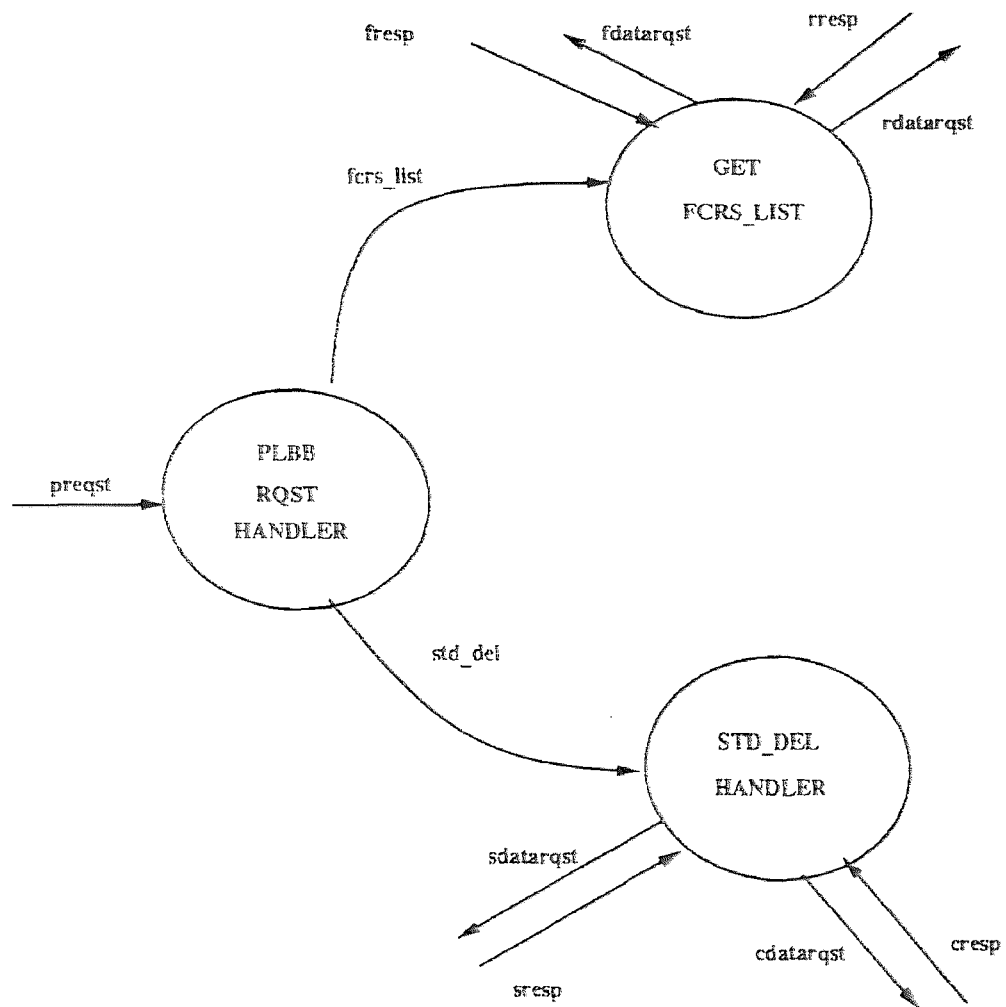 fresp
fdatarqst
rresp
rdatarqst
fcrs_list
GET
FCRS_LIST
PLBB
RQST
HANDLER
preqst
std_del
STD_DEL
HANDLER
sdatarqst
sresp
cdatarqst
cresp